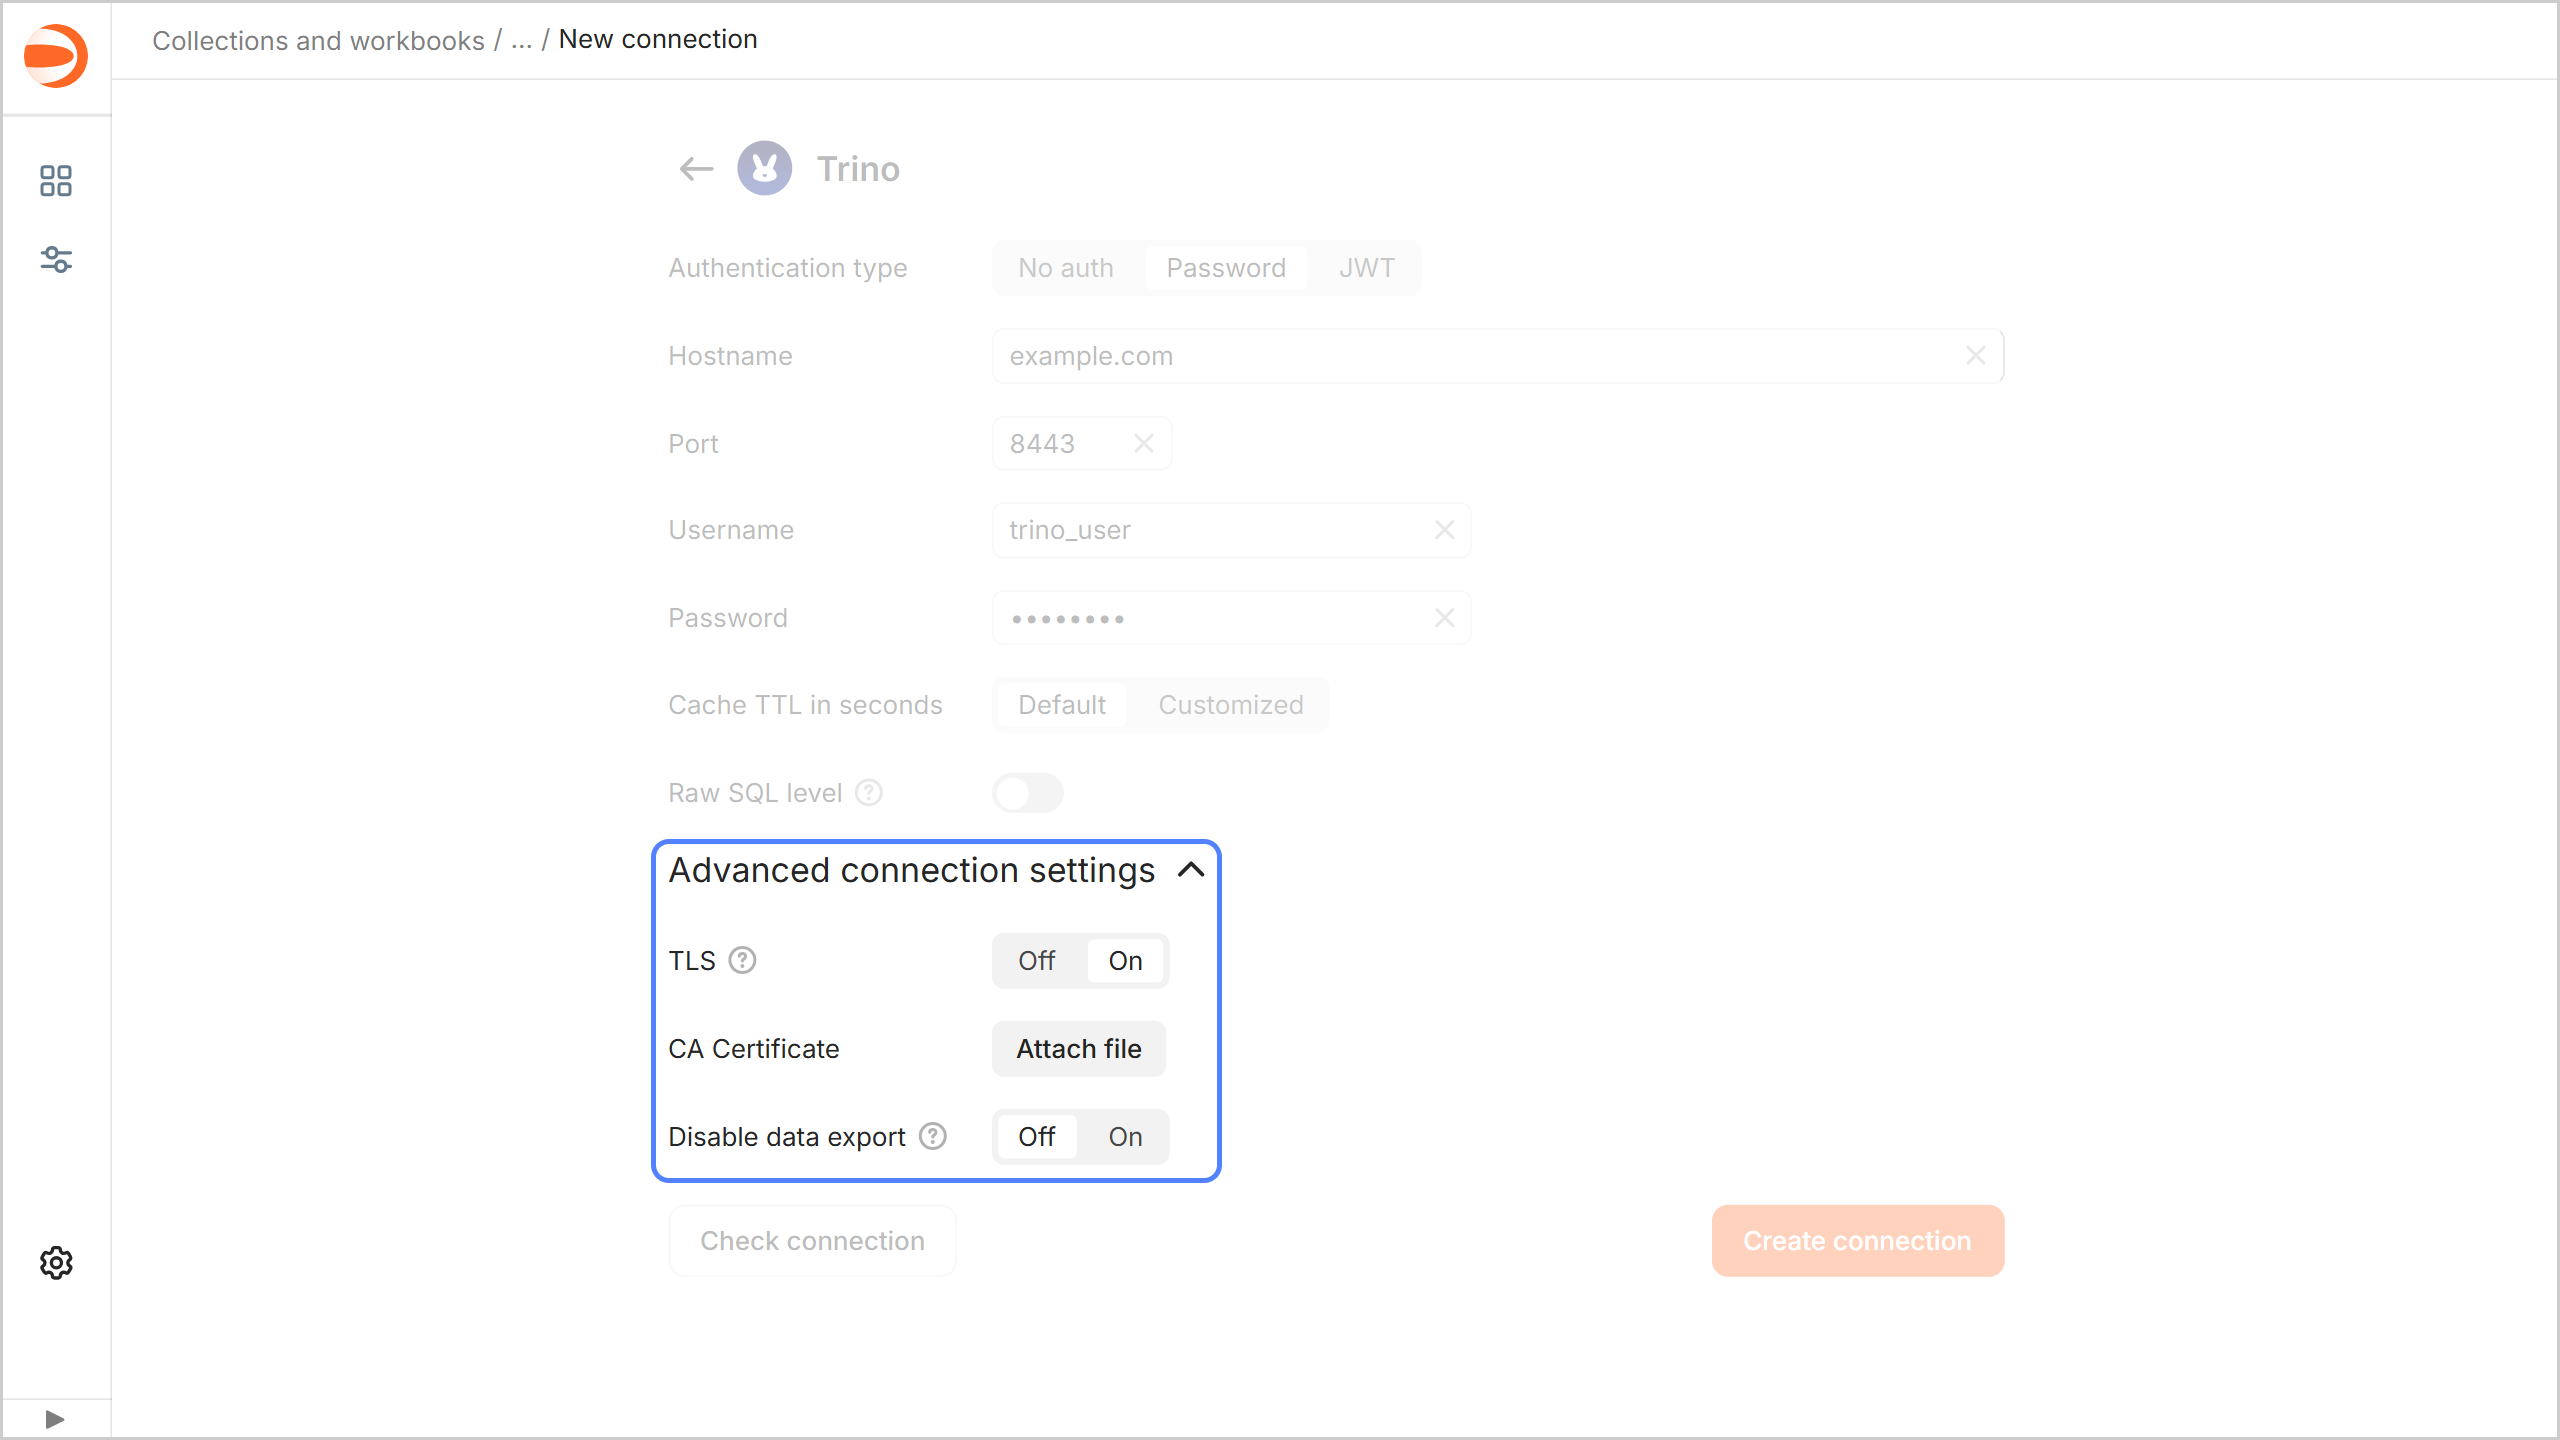 Collections and workbooks / ... / New connection
Trino
Authentication type No auth Password JWT
Hostname example.com
Port 8443
Username trino_user
Password ••••••••
Cache TTL in seconds Default Customized
Raw SQL level ?
Advanced connection settings
TLS ? Off On
CA Certificate Attach file
Disable data export ? Off On
Check connection Create connection